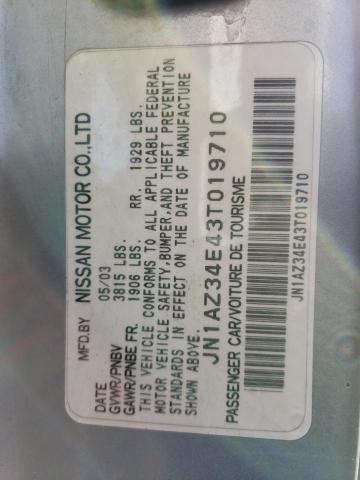 MFD.BY NISSAN MOTOR CO.,LTD
DATE 05/03
GVWR/PNBV 3815 LBS.
GAWR/PNBE FR. 1906 LBS. RR. 1929 LBS.
THIS VEHICLE CONFORMS TO ALL APPLICABLE FEDERAL
MOTOR VEHICLE SAFETY,BUMPER,AND THEFT PREVENTION
STANDARDS IN EFFECT ON THE DATE OF MANUFACTURE
SHOWN ABOVE.
JN1AZ34E43T019710
PASSENGER CAR/VOITURE DE TOURISME
JN1AZ34E43T019710